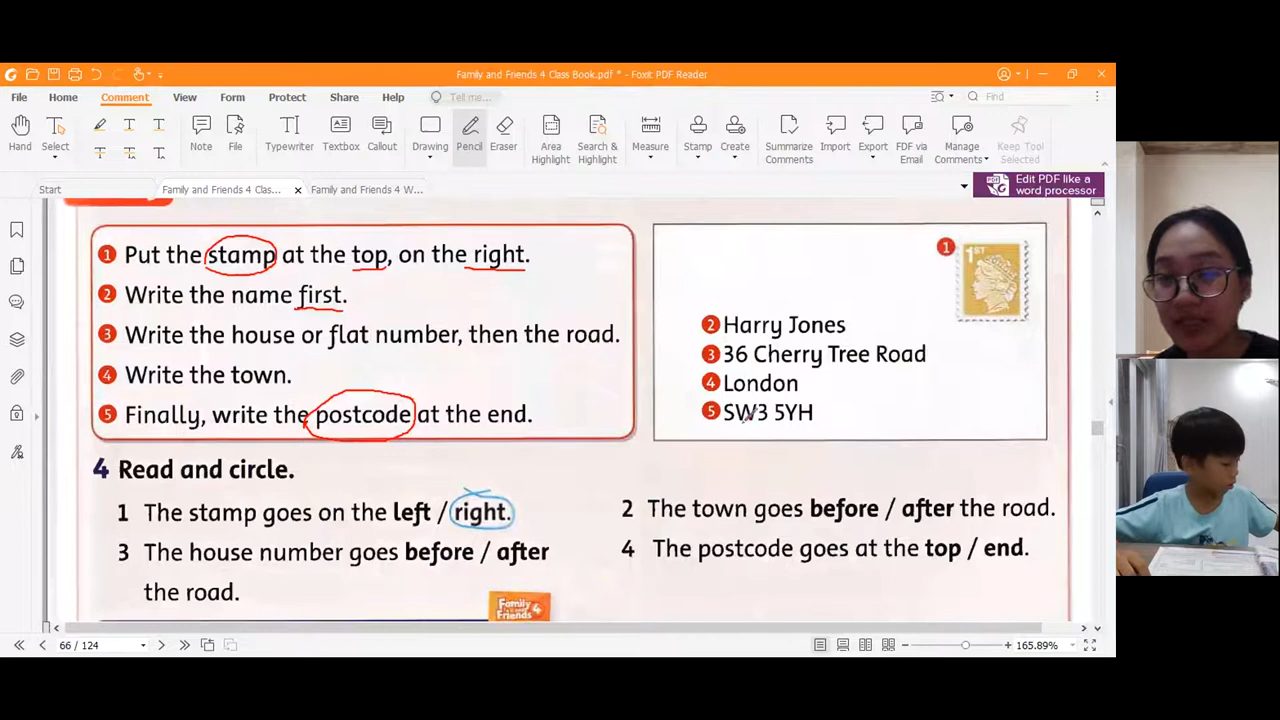 Family and Friends 4 Class Book.pdf * - Foxit PDF Reader
File Home Comment View Form Protect Share Help Tell me... Find
Hand Select Note File Typewriter Textbox Callout Drawing Pencil Eraser Area Highlight Search & Highlight Measure Stamp Create Summarize Comments Import Export FDF via Email Manage Comments Keep Tool Selected
Start Family and Friends 4 Clas... Family and Friends 4 W... Edit PDF like a word processor
1 Put the stamp at the top, on the right.
2 Write the name first.
3 Write the house or flat number, then the road.
4 Write the town.
5 Finally, write the postcode at the end.
1
1ST
2 Harry Jones
3 36 Cherry Tree Road
4 London
5 SW3 5YH
4 Read and circle.
1 The stamp goes on the left / right.
2 The town goes before / after the road.
3 The house number goes before / after
the road.
4 The postcode goes at the top / end.
Family and Friends 4
66 / 124
165.89%